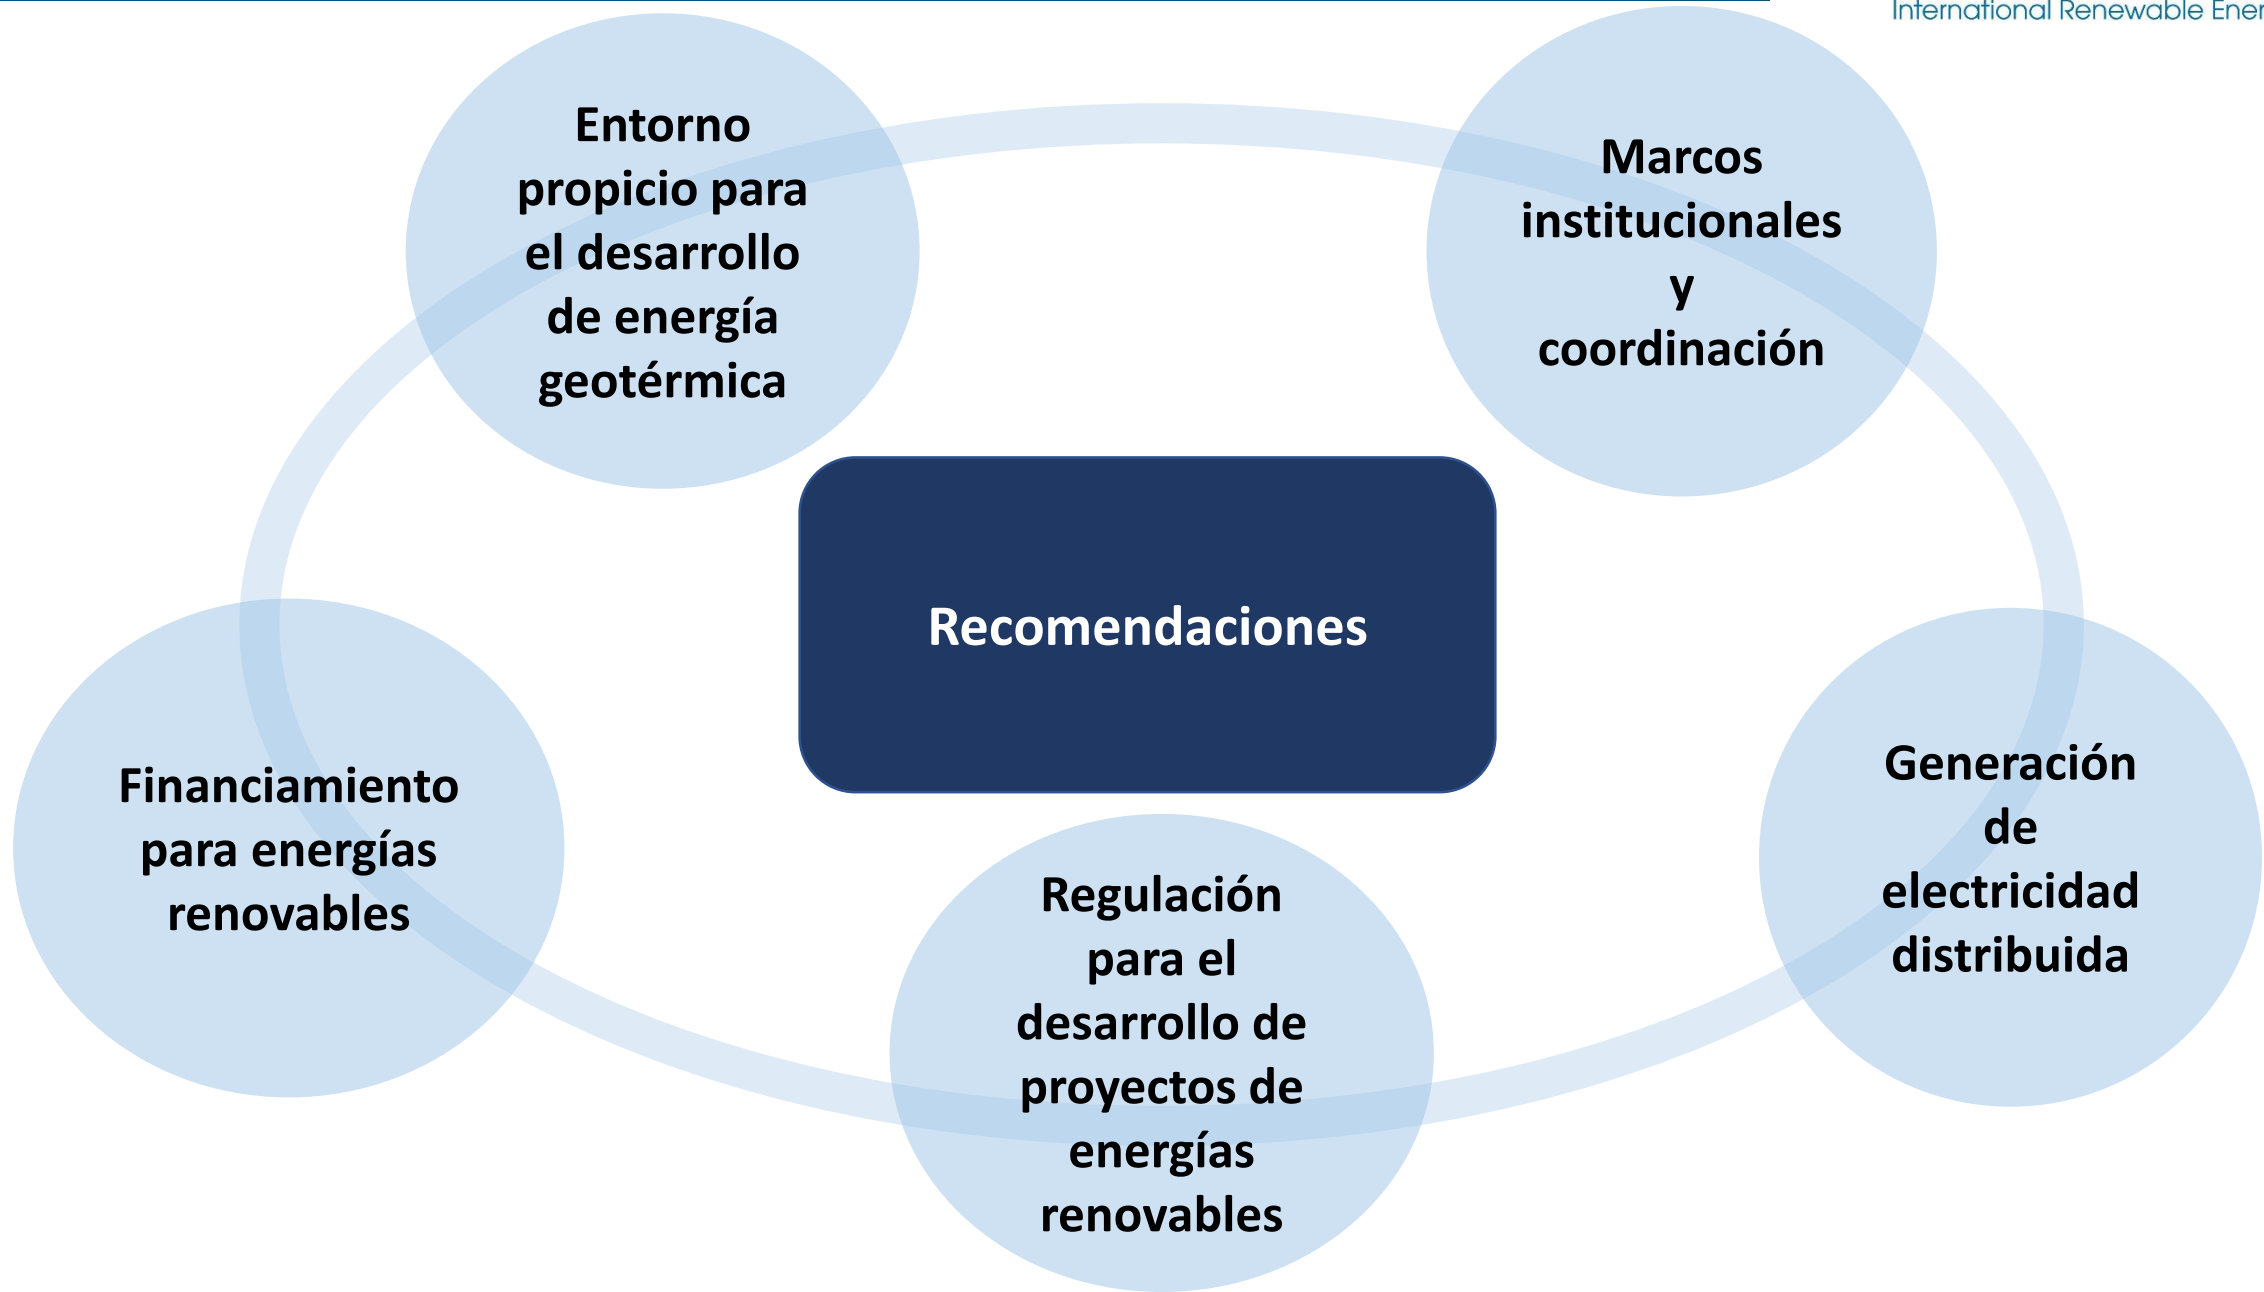 International Renewable Ener
Entorno
propicio para
el desarrollo
de energía
geotérmica
Marcos
institucionales
y
coordinación
Recomendaciones
Financiamiento
para energías
renovables
Generación
de
electricidad
distribuida
Regulación
para el
desarrollo de
proyectos de
energías
renovables